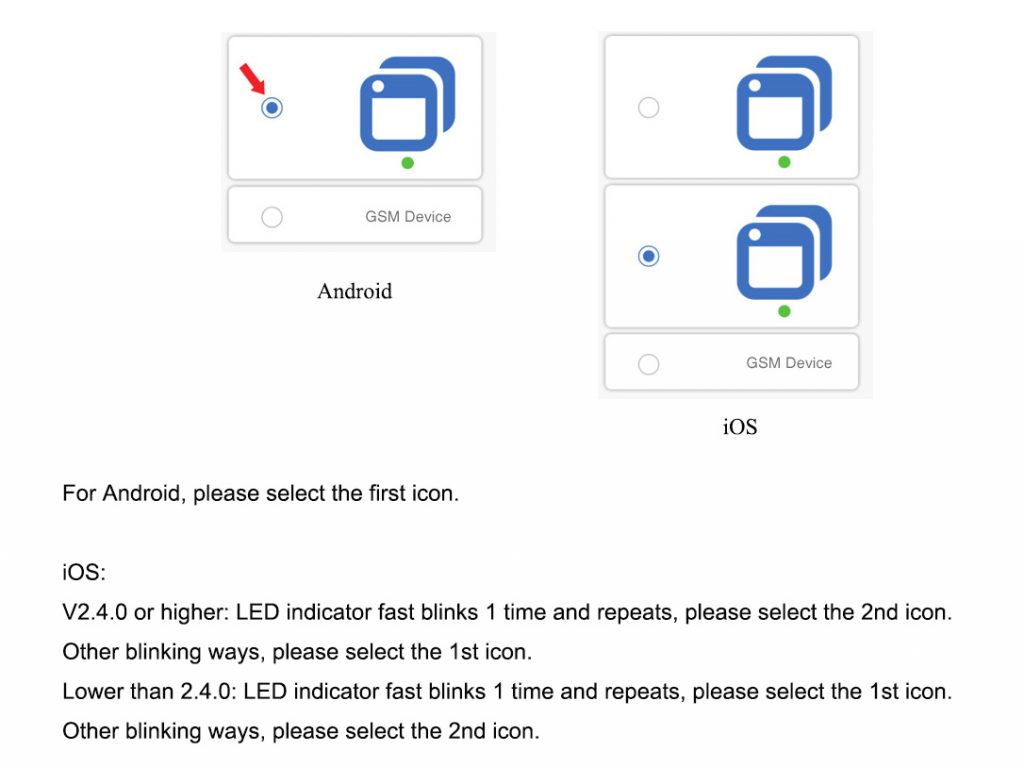 GSM Device
Android
GSM Device
iOS
For Android, please select the first icon.
iOS:
V2.4.0 or higher: LED indicator fast blinks 1 time and repeats, please select the 2nd icon.
Other blinking ways, please select the 1st icon.
Lower than 2.4.0: LED indicator fast blinks 1 time and repeats, please select the 1st icon.
Other blinking ways, please select the 2nd icon.